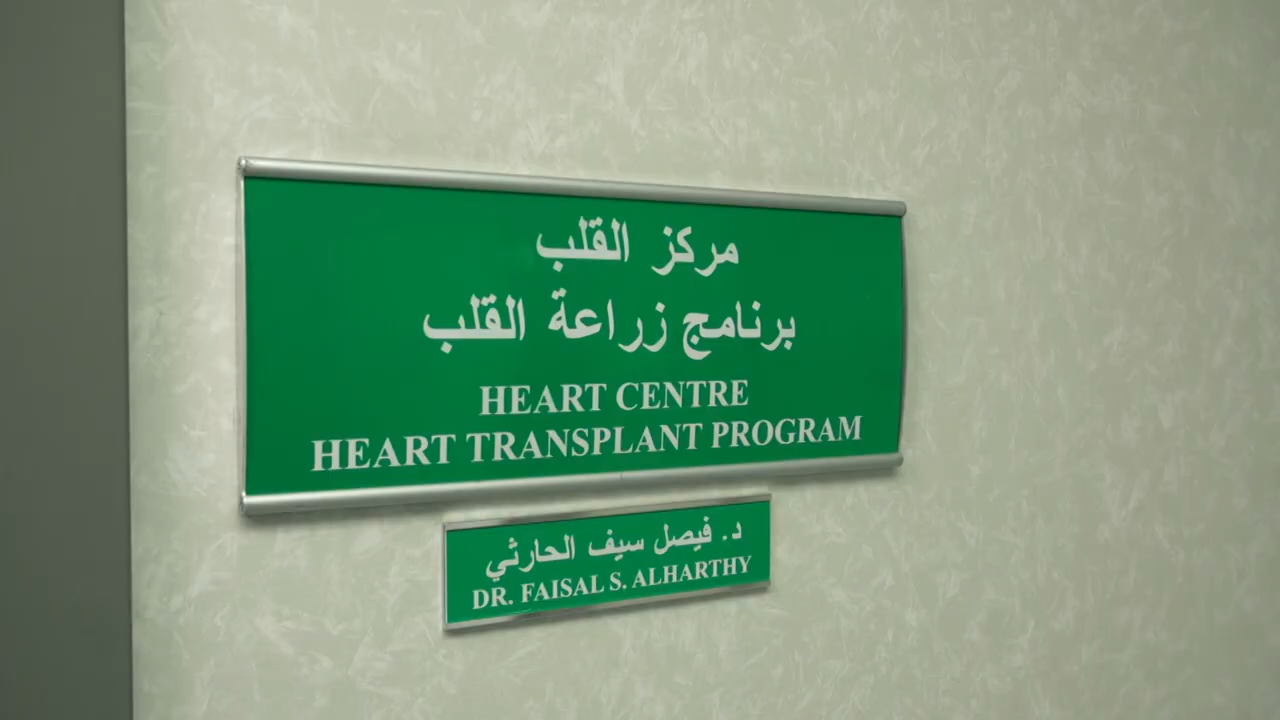 مركز القلب
برنامج زراعة القلب
HEART CENTRE
HEART TRANSPLANT PROGRAM
د. فيصل سيف الحارثي
DR. FAISAL S. ALHARTHY